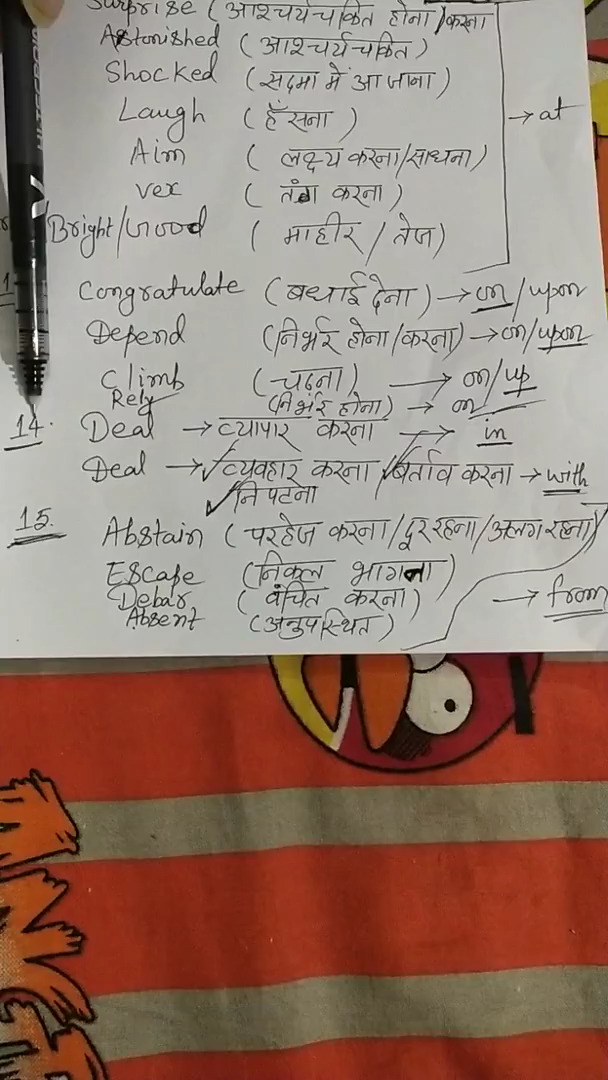 Surprise (आश्चर्यचकित होना/करना
Astonished (आश्चर्यचकित)
Shocked (सदमा में आ जाना)
Laugh (हँसना)
→ at
Aim (लक्ष्य करना/साधना)
vex (तंग करना)
Bright/Good (माहीर/तेज)
Congratulate (बधाई देना) → on/upon
Depend (निर्भर होना/करना) → on/upon
Climb (चढ़ना) → on/up
Rely (निर्भर होना) → on
14. Deal → व्यापार करना → in
Deal → ✓व्यवहार करना ✓बर्ताव करना → with
✓निपटना
15. Abstain (परहेज करना/दूर रहना/अलग रहना)
Escape (निकल भागना)
Debar (वंचित करना) → from
Absent (अनुपस्थित)